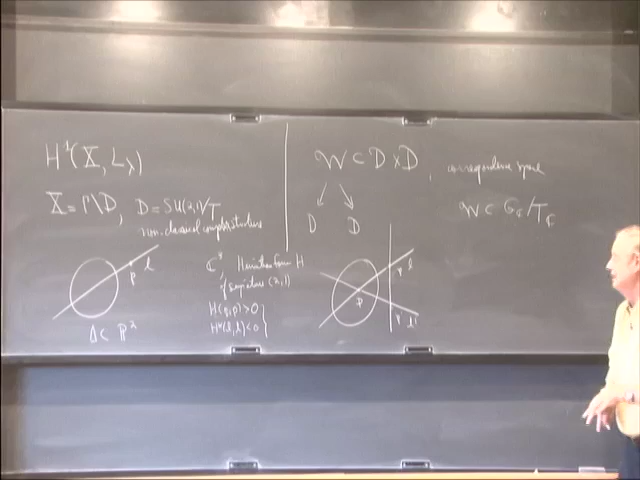 H¹(X, L_λ)
X = Γ\D, D = SU(2,1)/T
non-classical complex structure
l
p
Δ ⊂ P²
Hermitian form H
of signature (2,1)
H(p,p) > 0
H*(l,l) < 0
W ⊂ D × D, correspondence space
D D
W ⊂ G_C/T_C
p
l